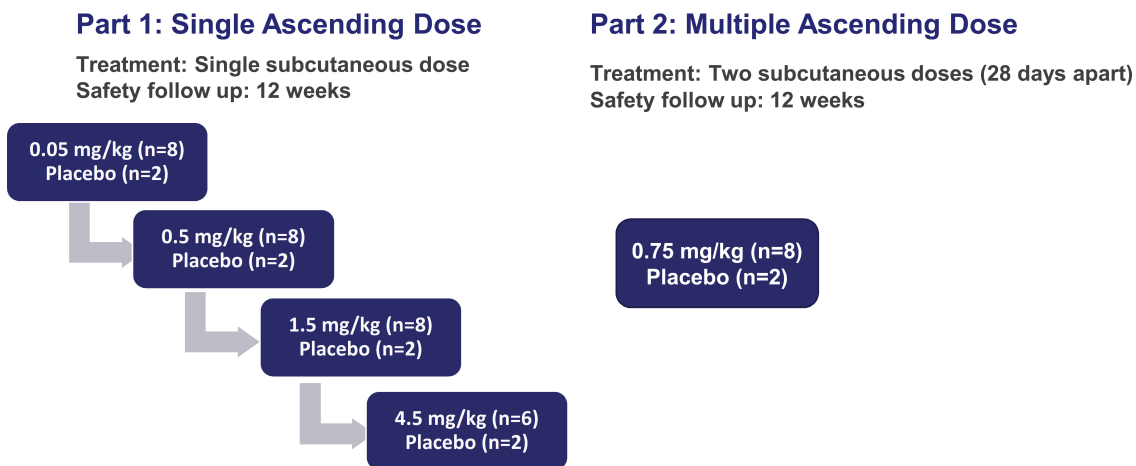 Part 1: Single Ascending Dose
Treatment: Single subcutaneous dose
Safety follow up: 12 weeks
0.05 mg/kg (n=8)
Placebo (n=2)
0.5 mg/kg (n=8)
Placebo (n=2)
1.5 mg/kg (n=8)
Placebo (n=2)
4.5 mg/kg (n=6)
Placebo (n=2)
Part 2: Multiple Ascending Dose
Treatment: Two subcutaneous doses (28 days apart)
Safety follow up: 12 weeks
0.75 mg/kg (n=8)
Placebo (n=2)